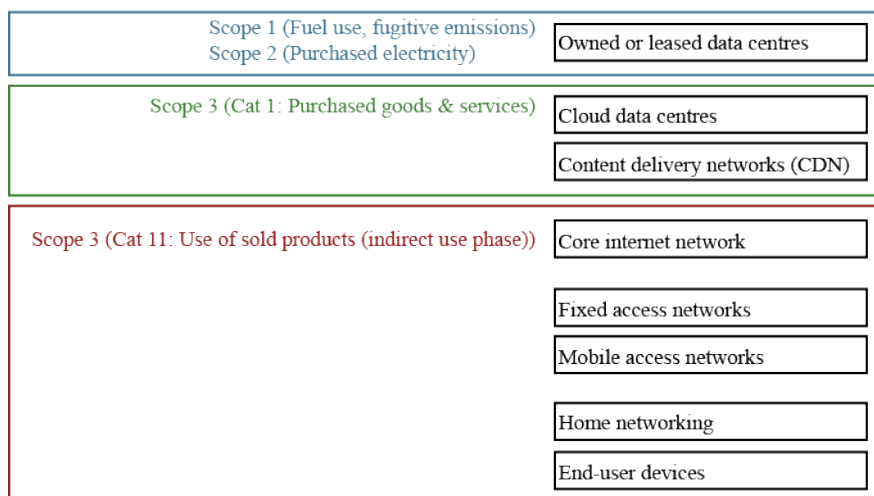 Scope 1 (Fuel use, fugitive emissions)
Scope 2 (Purchased electricity)
Owned or leased data centres
Scope 3 (Cat 1: Purchased goods & services)
Cloud data centres
Content delivery networks (CDN)
Scope 3 (Cat 11: Use of sold products (indirect use phase))
Core internet network
Fixed access networks
Mobile access networks
Home networking
End-user devices